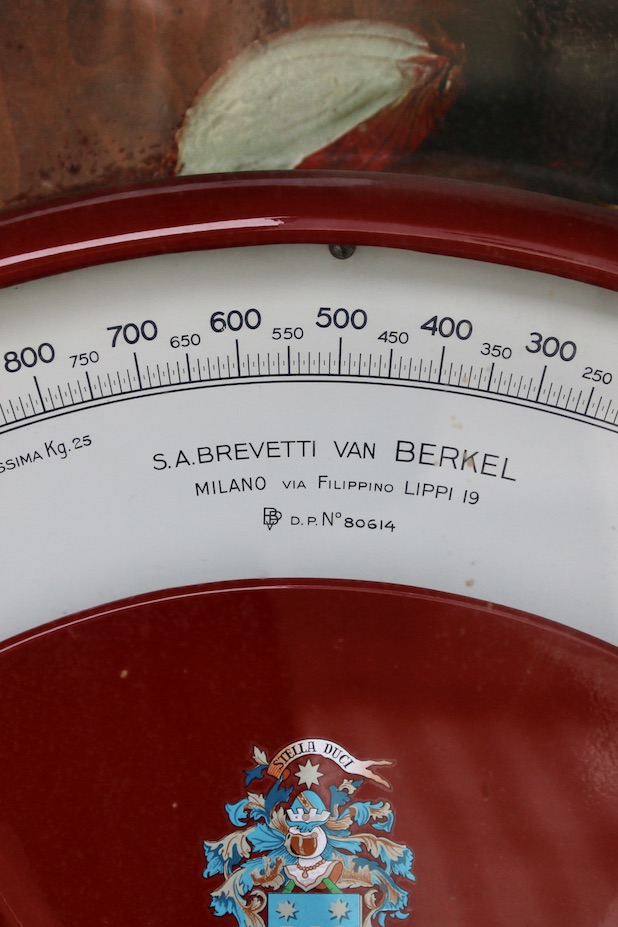 800 750 700 650 600 550 500 450 400 350 300 250
Kg. 25
S.A. BREVETTI VAN BERKEL
MILANO VIA FILIPPINO LIPPI 19
D.P. Nº 80614
STELLA DUCI